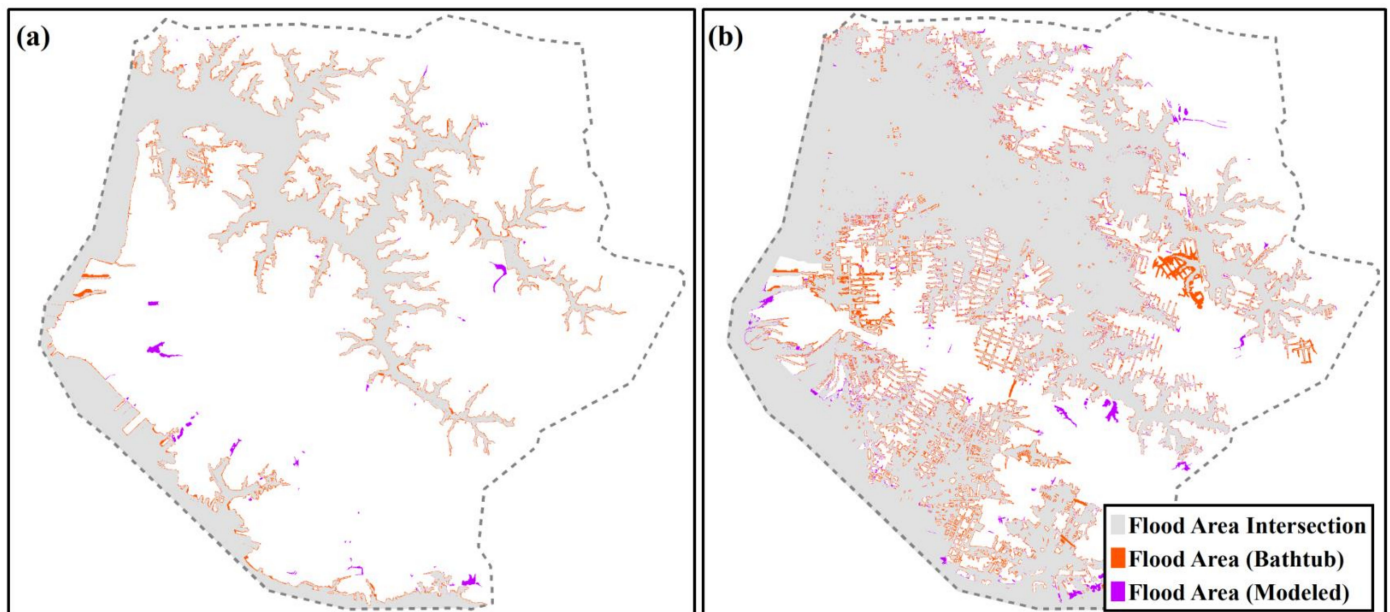 (a)
(b)
Flood Area Intersection
Flood Area (Bathtub)
Flood Area (Modeled)